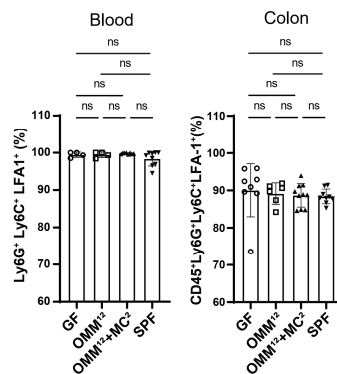 Blood
ns
ns
ns
ns
ns
ns
Ly6G⁺ Ly6C⁺ LFA1⁺ (%)
110
100
90
80
70
60
GF
OMM¹²
OMM¹²+MC²
SPF
Colon
ns
ns
ns
ns
ns
ns
CD45⁺Ly6G⁺Ly6C⁺LFA-1⁺(%)
110
100
90
80
70
60
GF
OMM¹²
OMM¹²+MC²
SPF